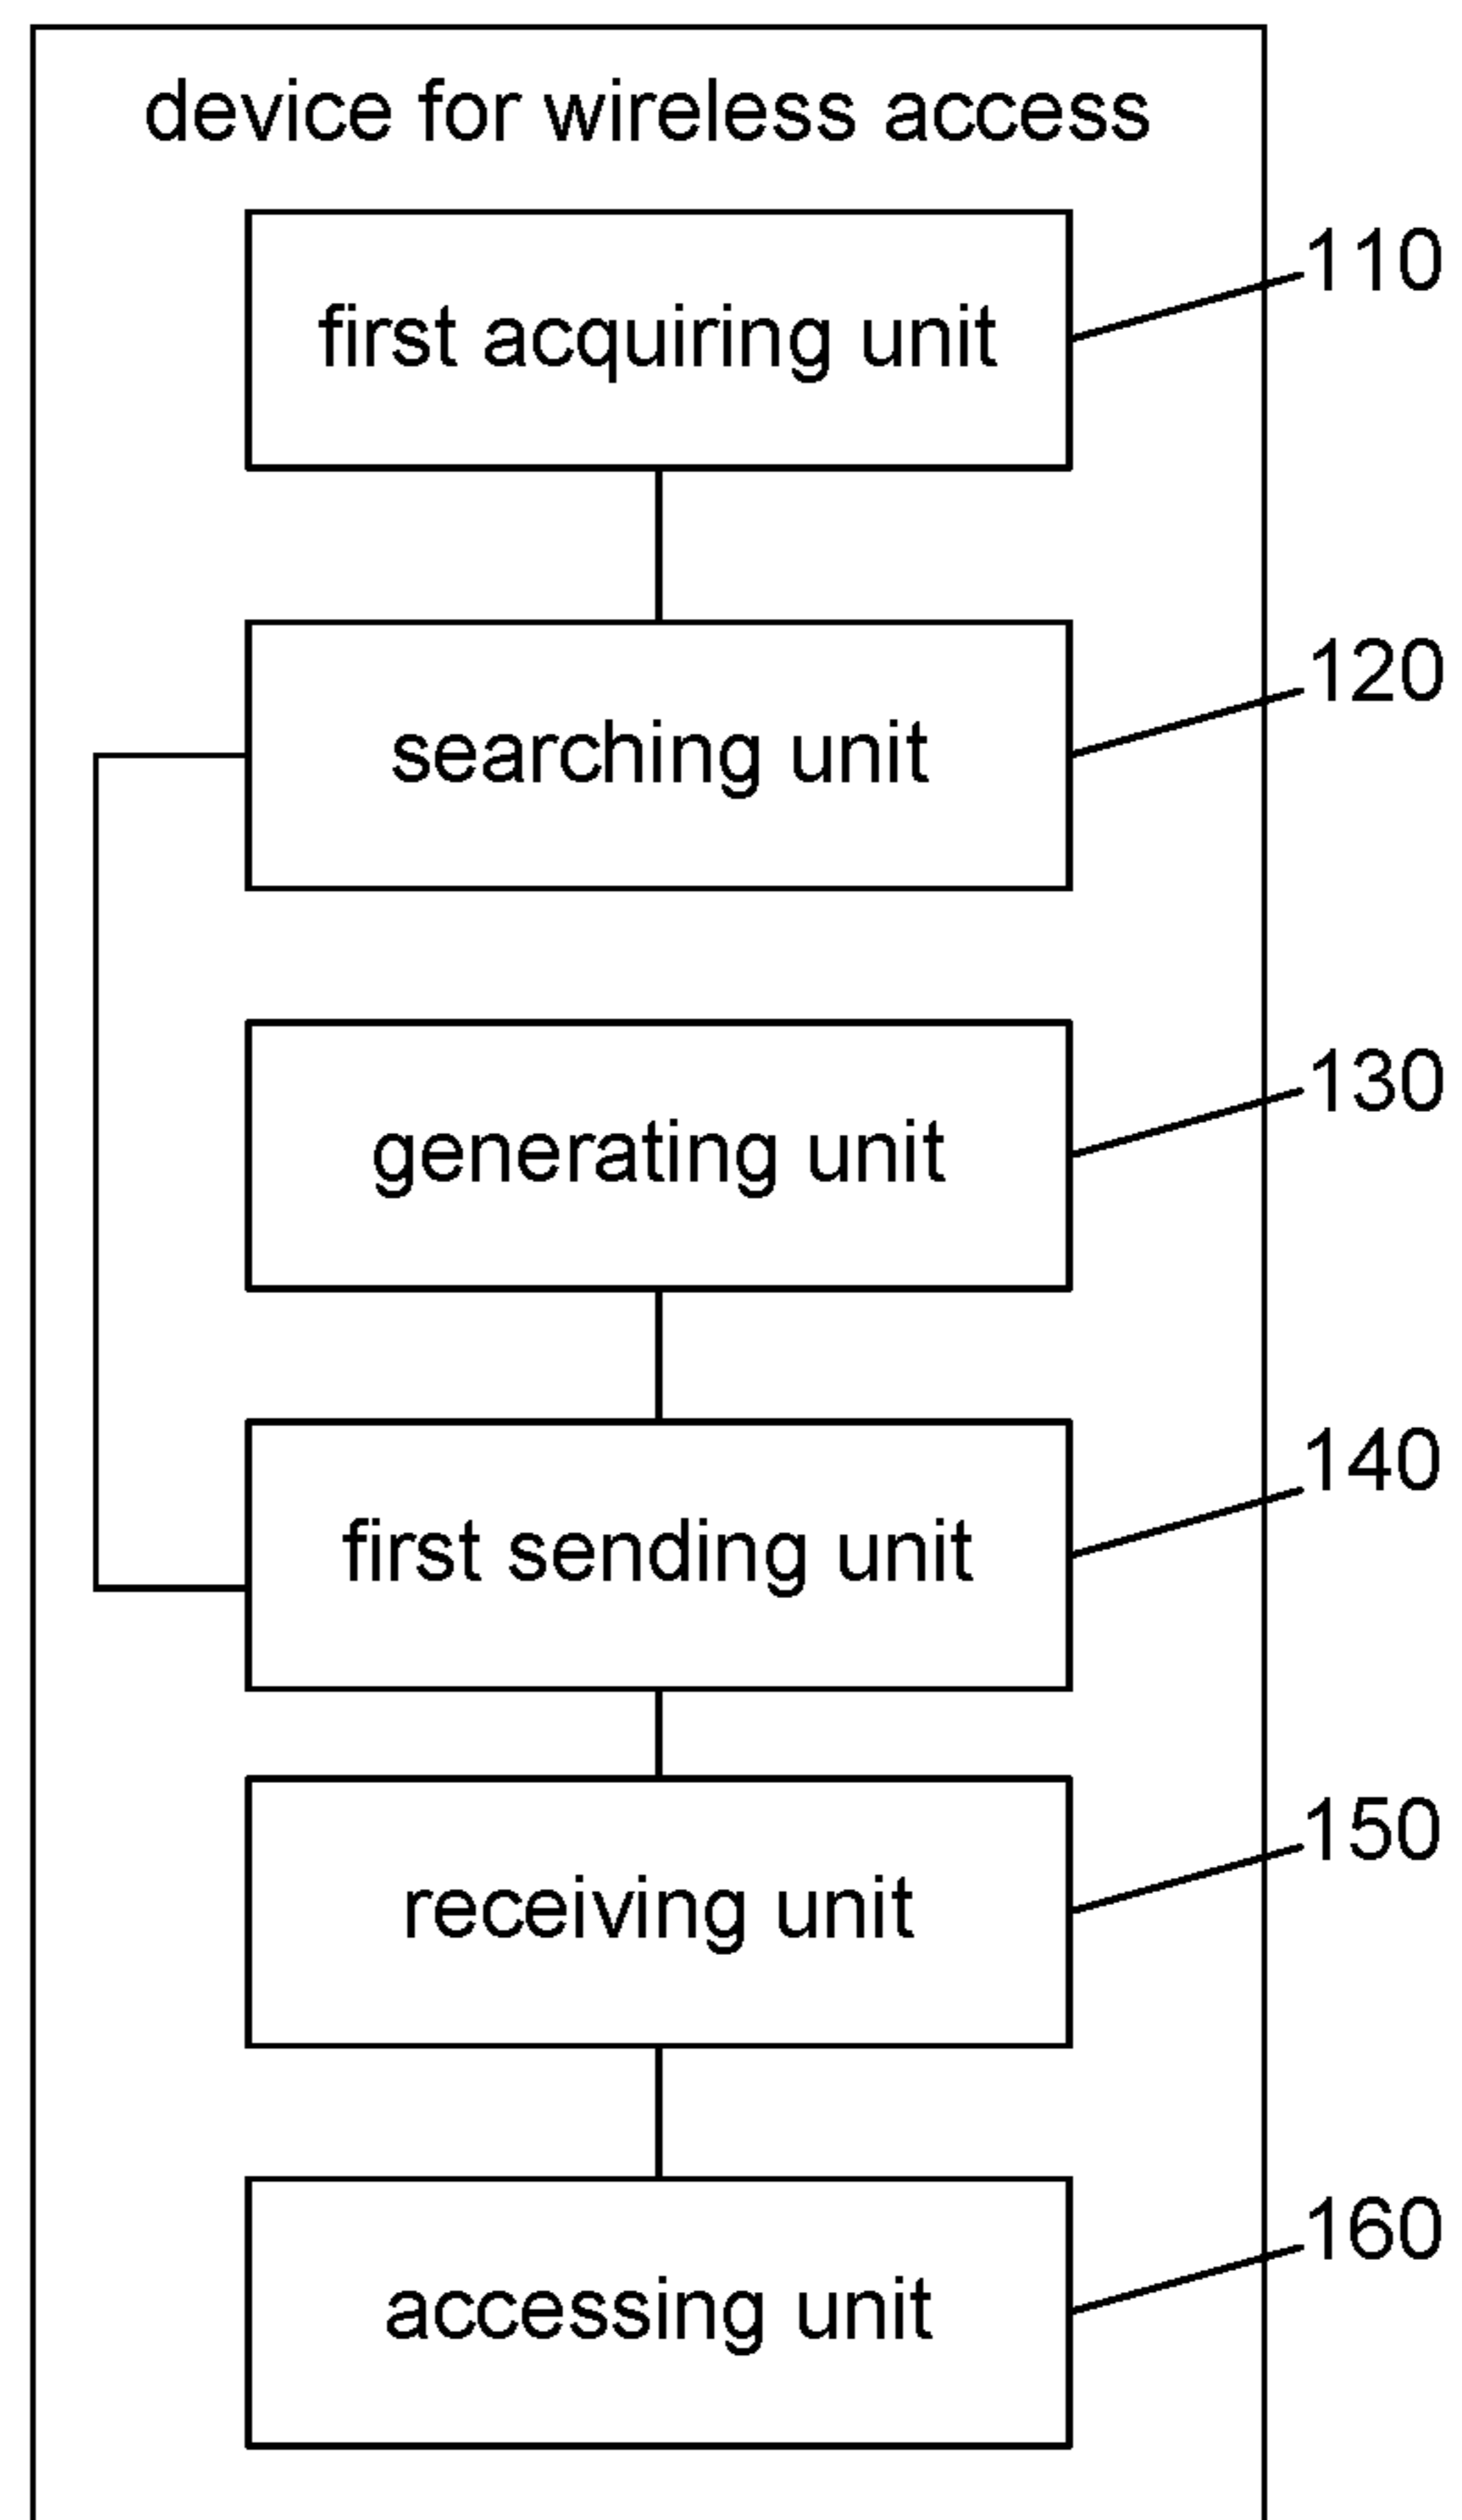 device for wireless access
first acquiring unit
110
searching unit
120
generating unit
130
first sending unit
140
receiving unit
150
accessing unit
160